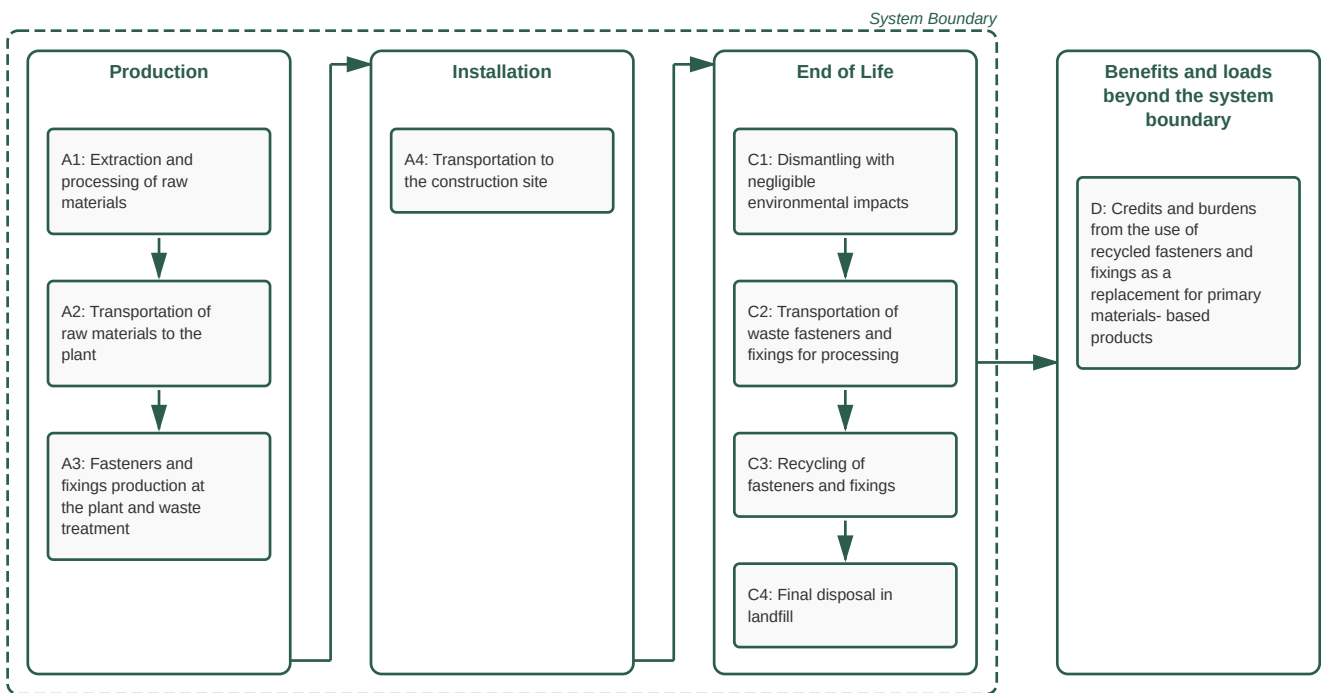 System Boundary
Production
A1: Extraction and
processing of raw
materials
A2: Transportation of
raw materials to the
plant
A3: Fasteners and
fixings production at
the plant and waste
treatment
Installation
A4: Transportation to
the construction site
End of Life
C1: Dismantling with
negligible
environmental impacts
C2: Transportation of
waste fasteners and
fixings for processing
C3: Recycling of
fasteners and fixings
C4: Final disposal in
landfill
Benefits and loads
beyond the system
boundary
D: Credits and burdens
from the use of
recycled fasteners and
fixings as a
replacement for primary
materials- based
products